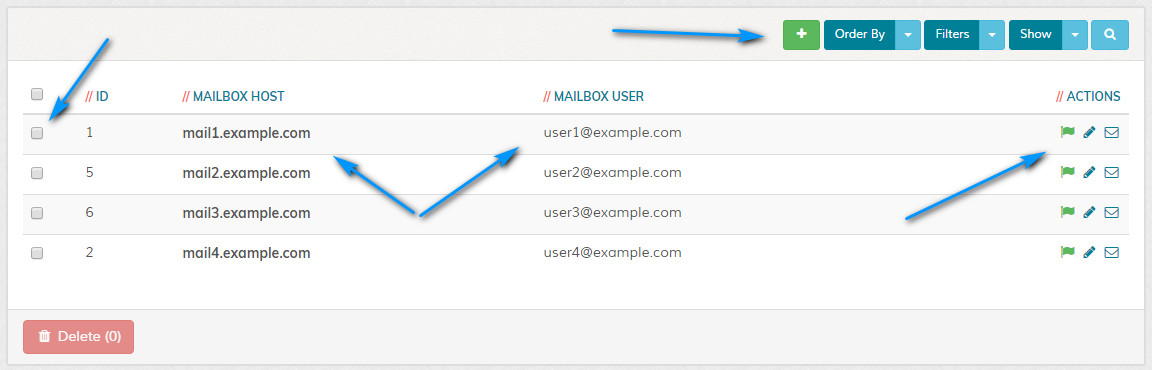 + Order By Filters Show
// ID // MAILBOX HOST // MAILBOX USER // ACTIONS
1 mail1.example.com user1@example.com
5 mail2.example.com user2@example.com
6 mail3.example.com user3@example.com
2 mail4.example.com user4@example.com
Delete (0)